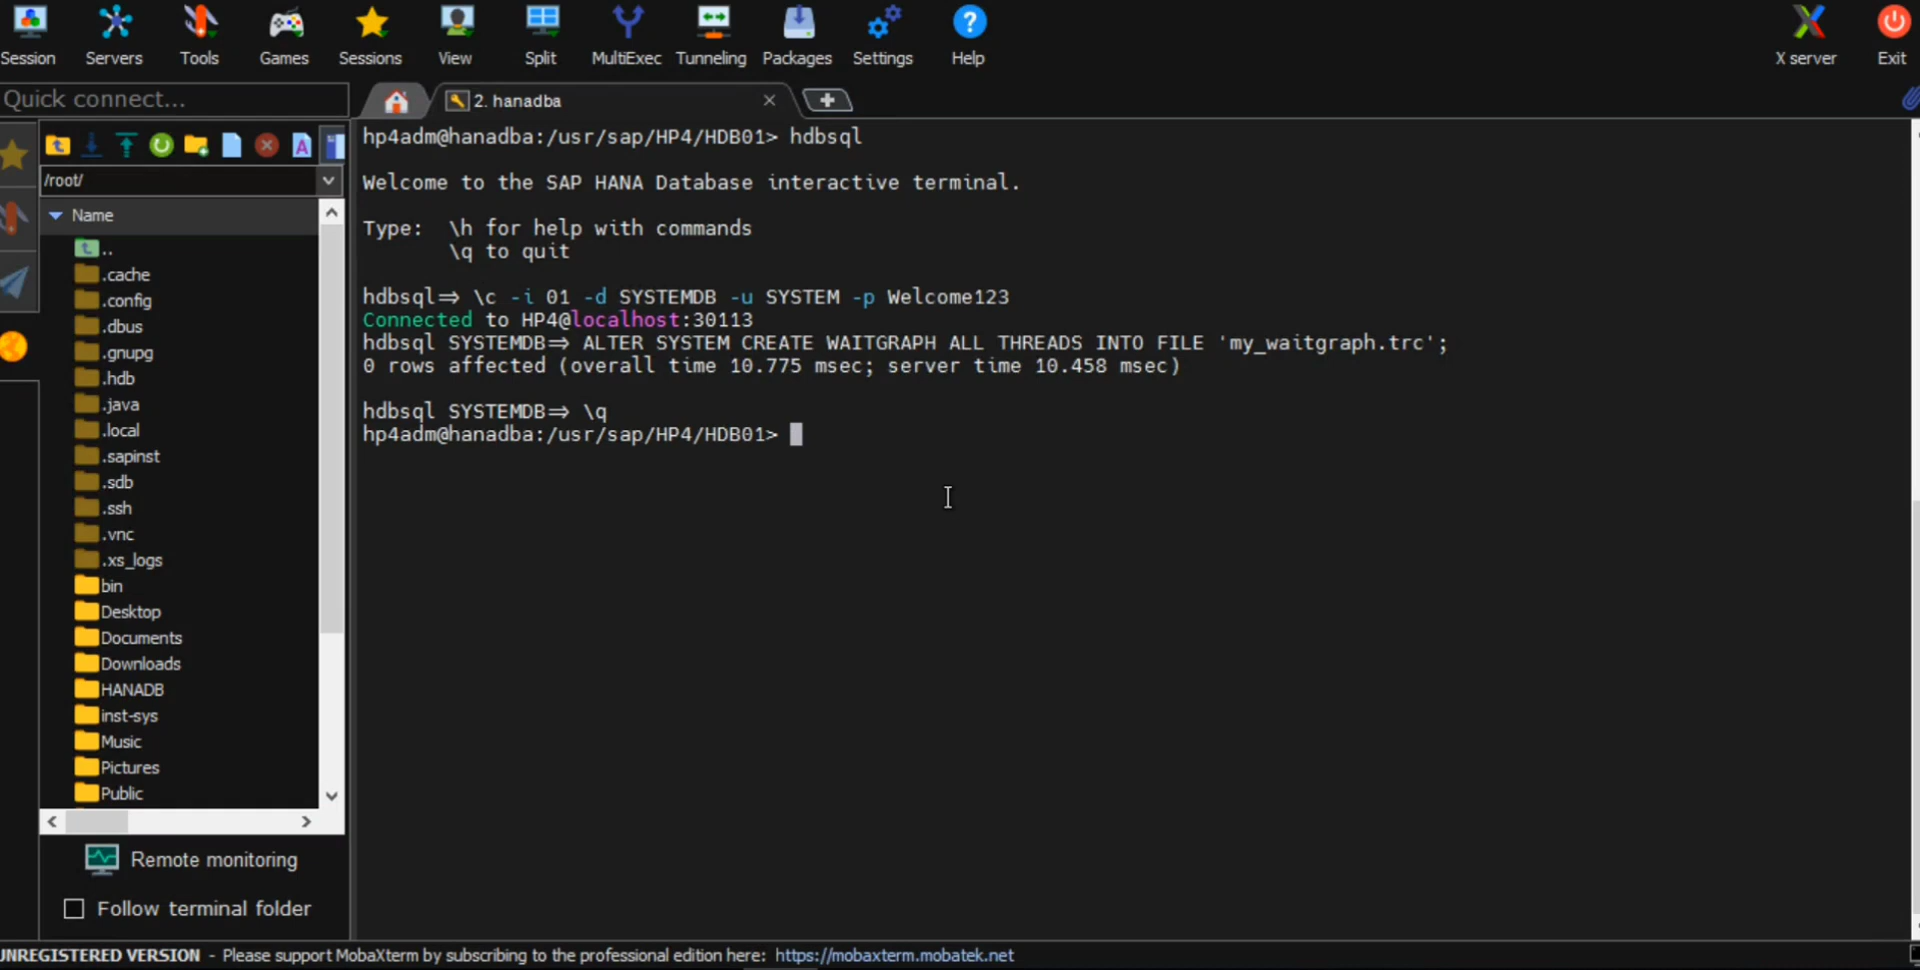 Session Servers Tools Games Sessions View Split MultiExec Tunneling Packages Settings Help X server Exit
Quick connect...
2. hanadba
/root/
Name
..
.cache
.config
.dbus
.gnupg
.hdb
.java
.local
.sapinst
.sdb
.ssh
.vnc
.xs_logs
bin
Desktop
Documents
Downloads
HANADB
inst-sys
Music
Pictures
Public
Remote monitoring
Follow terminal folder
hp4adm@hanadba:/usr/sap/HP4/HDB01> hdbsql
Welcome to the SAP HANA Database interactive terminal.
Type: \h for help with commands
\q to quit
hdbsql=> \c -i 01 -d SYSTEMDB -u SYSTEM -p Welcome123
Connected to HP4@localhost:30113
hdbsql SYSTEMDB=> ALTER SYSTEM CREATE WAITGRAPH ALL THREADS INTO FILE 'my_waitgraph.trc';
0 rows affected (overall time 10.775 msec; server time 10.458 msec)
hdbsql SYSTEMDB=> \q
hp4adm@hanadba:/usr/sap/HP4/HDB01>
UNREGISTERED VERSION - Please support MobaXterm by subscribing to the professional edition here: https://mobaxterm.mobatek.net